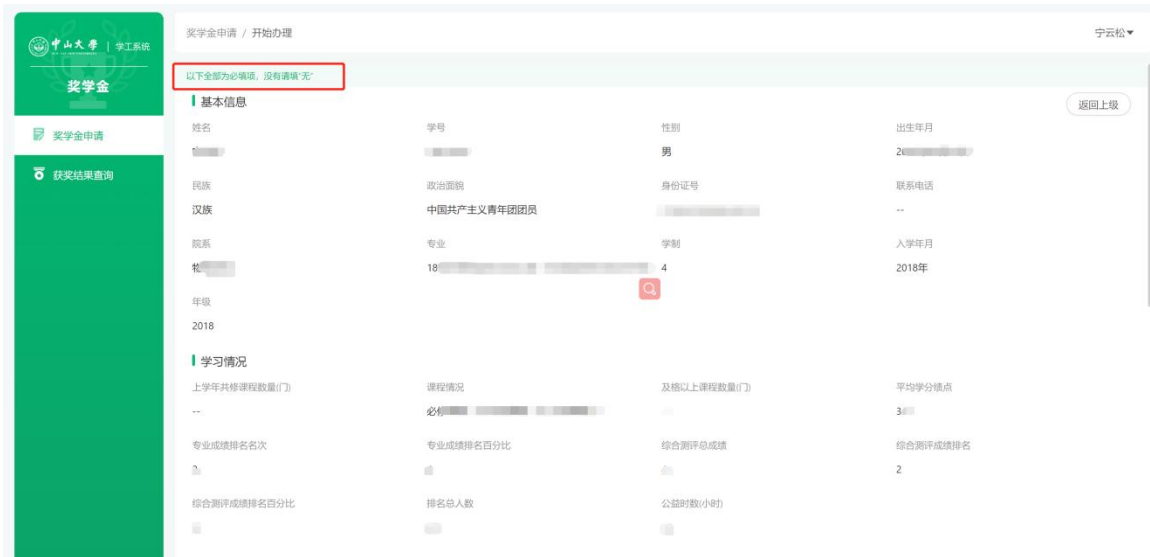 中山大学 | 学工系统
奖学金
奖学金申请
获奖结果查询
奖学金申请 / 开始办理
宁云松
以下全部为必填项，没有请填"无"
基本信息
返回上级
姓名 学号 性别 出生年月
男 2
民族 政治面貌 身份证号 联系电话
汉族 中国共产主义青年团团员 --
院系 专业 学制 入学年月
物 18 4 2018年
年级
2018
学习情况
上学年共修课程数量(门) 课程情况 及格以上课程数量(门) 平均学分绩点
-- 必修 3
专业成绩排名名次 专业成绩排名百分比 综合测评总成绩 综合测评成绩排名
2
综合测评成绩排名百分比 排名总人数 公益时数(小时)